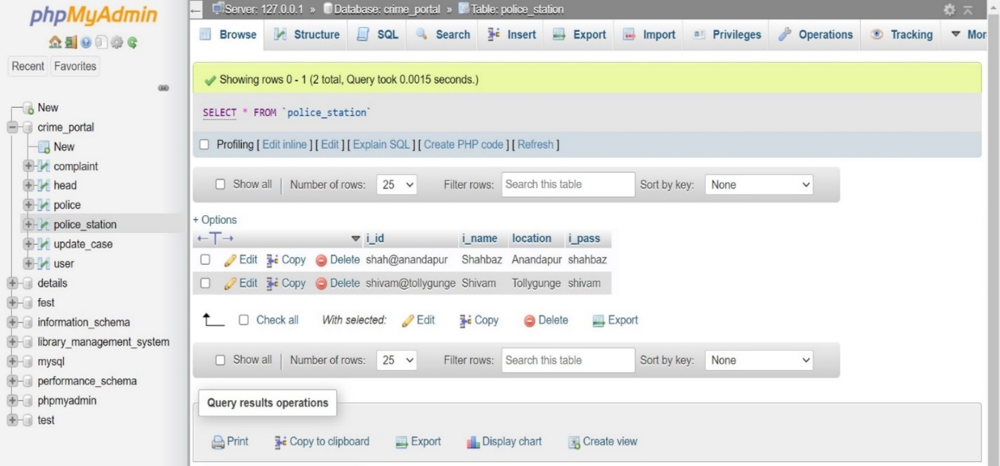 phpMyAdmin
Recent Favorites
New
crime_portal
New
complaint
head
police
police_station
update_case
user
details
fest
information_schema
library_management_system
mysql
performance_schema
phpmyadmin
test
Server: 127.0.0.1 » Database: crime_portal » Table: police_station
Browse Structure SQL Search Insert Export Import Privileges Operations Tracking Mor
Showing rows 0 - 1 (2 total, Query took 0.0015 seconds.)
SELECT * FROM `police_station`
Profiling [ Edit inline ] [ Edit ] [ Explain SQL ] [ Create PHP code ] [ Refresh ]
Show all | Number of rows: 25 Filter rows: Search this table Sort by key: None
+ Options
←T→ i_id i_name location i_pass
Edit Copy Delete shah@anandapur Shahbaz Anandapur shahbaz
Edit Copy Delete shivam@tollygunge Shivam Tollygunge shivam
Check all With selected: Edit Copy Delete Export
Show all | Number of rows: 25 Filter rows: Search this table Sort by key: None
Query results operations
Print Copy to clipboard Export Display chart Create view